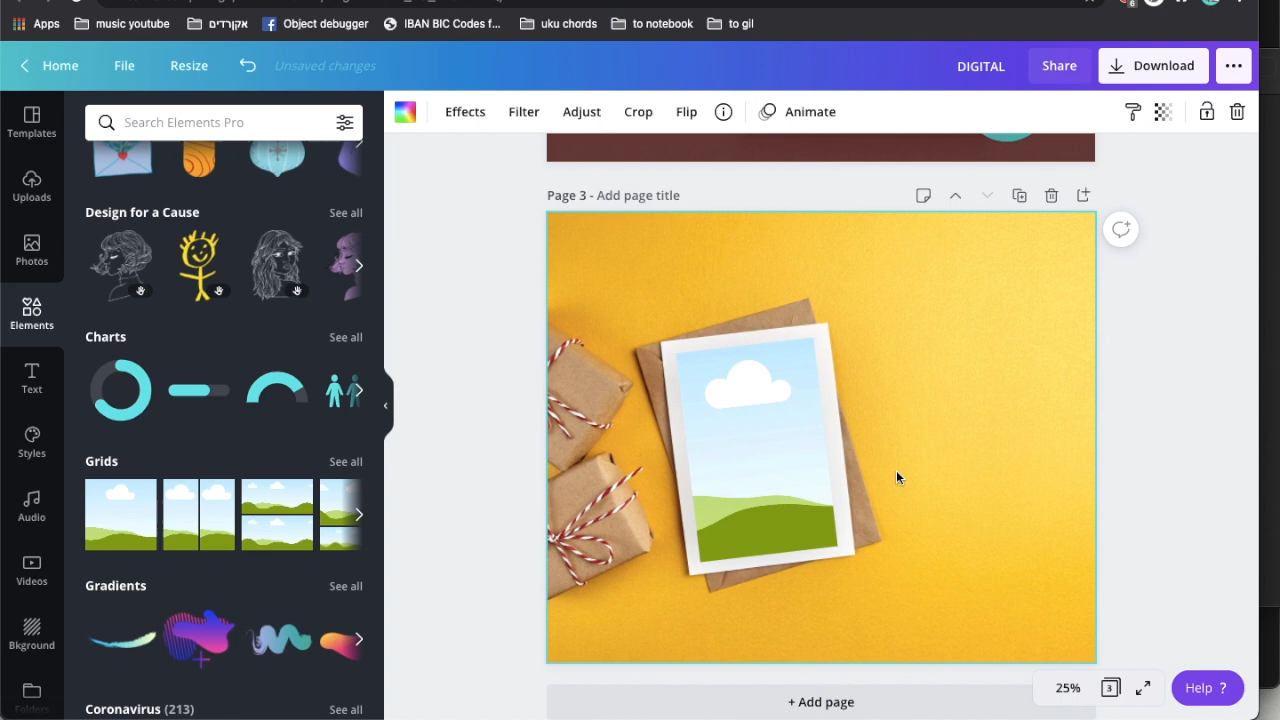 Apps music youtube אקורדים Object debugger IBAN BIC Codes f... uku chords to notebook to gil
Home File Resize Unsaved changes DIGITAL Share Download
Templates
Uploads
Photos
Elements
Text
Styles
Audio
Videos
Bkground
Folders
Search Elements Pro
Design for a Cause See all
Charts See all
Grids See all
Gradients See all
Coronavirus (213) See all
Effects Filter Adjust Crop Flip Animate
Page 3 - Add page title
+ Add page
25% 3 Help ?